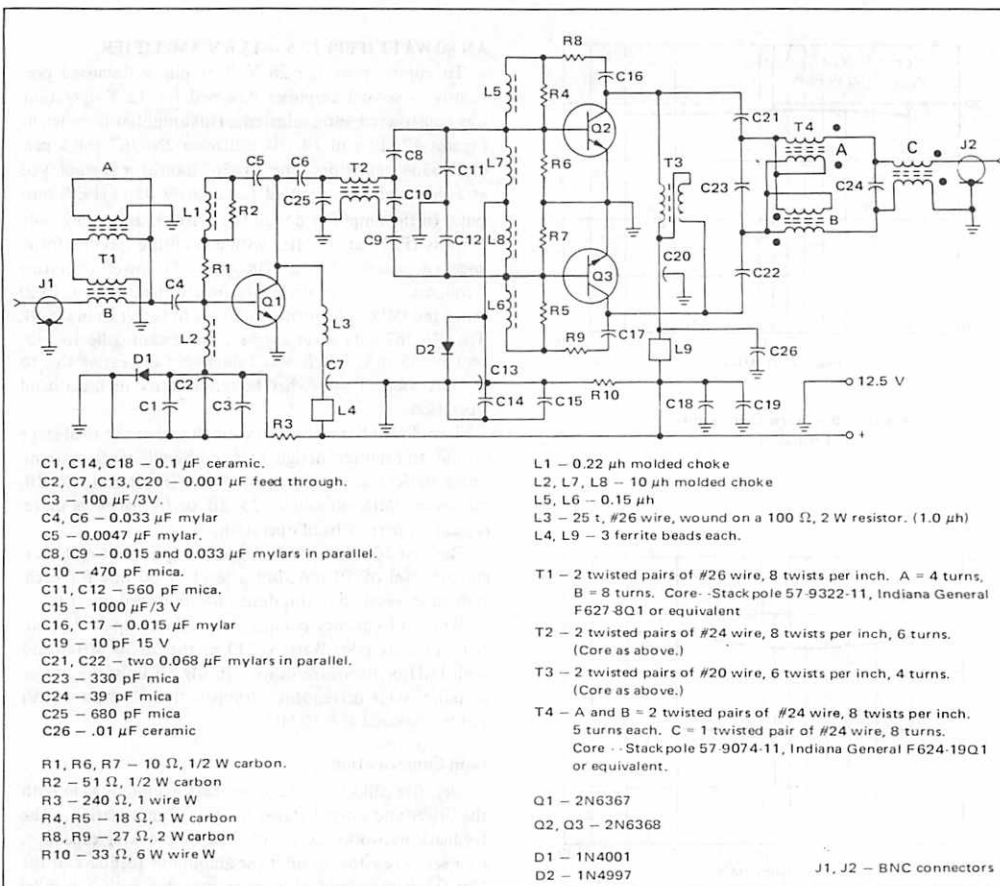 R8
C16
L5
R4
Q2
C21
T4
A
C
J2
A
C5
C6
T2
C8
C11
L7
R6
T3
C23
C24
L1
R2
C25
C10
B
T1
R1
C9
C12
L8
R7
C20
J1
C4
Q1
Q3
C22
B
L6
R5
L2
L3
D2
C17
L9
D1
C7
R9
C26
C2
C13
C1
C3
L4
C14
C15
R10
C18
C19
12.5 V
R3
+
C1, C14, C18 – 0.1 μF ceramic.
C2, C7, C13, C20 – 0.001 μF feed through.
C3 – 100 μF/3V.
C4, C6 – 0.033 μF mylar
C5 – 0.0047 μF mylar.
C8, C9 – 0.015 and 0.033 μF mylars in parallel.
C10 – 470 pF mica.
C11, C12 – 560 pF mica.
C15 – 1000 μF/3 V
C16, C17 – 0.015 μF mylar
C19 – 10 pF 15 V
C21, C22 – two 0.068 μF mylars in parallel.
C23 – 330 pF mica
C24 – 39 pF mica
C25 – 680 pF mica
C26 – .01 μF ceramic
R1, R6, R7 – 10 Ω, 1/2 W carbon.
R2 – 51 Ω, 1/2 W carbon
R3 – 240 Ω, 1 wire W
R4, R5 – 18 Ω, 1 W carbon
R8, R9 – 27 Ω, 2 W carbon
R10 – 33 Ω, 6 W wire W
L1 – 0.22 μh molded choke
L2, L7, L8 – 10 μh molded choke
L5, L6 – 0.15 μh
L3 – 25 t, #26 wire, wound on a 100 Ω, 2 W resistor. (1.0 μh)
L4, L9 – 3 ferrite beads each.
T1 – 2 twisted pairs of #26 wire, 8 twists per inch. A = 4 turns,
B = 8 turns. Core- -Stackpole 57-9322-11, Indiana General
F627-8Q1 or equivalent
T2 – 2 twisted pairs of #24 wire, 8 twists per inch, 6 turns.
(Core as above.)
T3 – 2 twisted pairs of #20 wire, 6 twists per inch, 4 turns.
(Core as above.)
T4 – A and B = 2 twisted pairs of #24 wire, 8 twists per inch.
5 turns each. C = 1 twisted pair of #24 wire, 8 turns.
Core - -Stackpole 57-9074-11, Indiana General F624-19Q1
or equivalent.
Q1 – 2N6367
Q2, Q3 – 2N6368
D1 – 1N4001
D2 – 1N4997
J1, J2 – BNC connectors